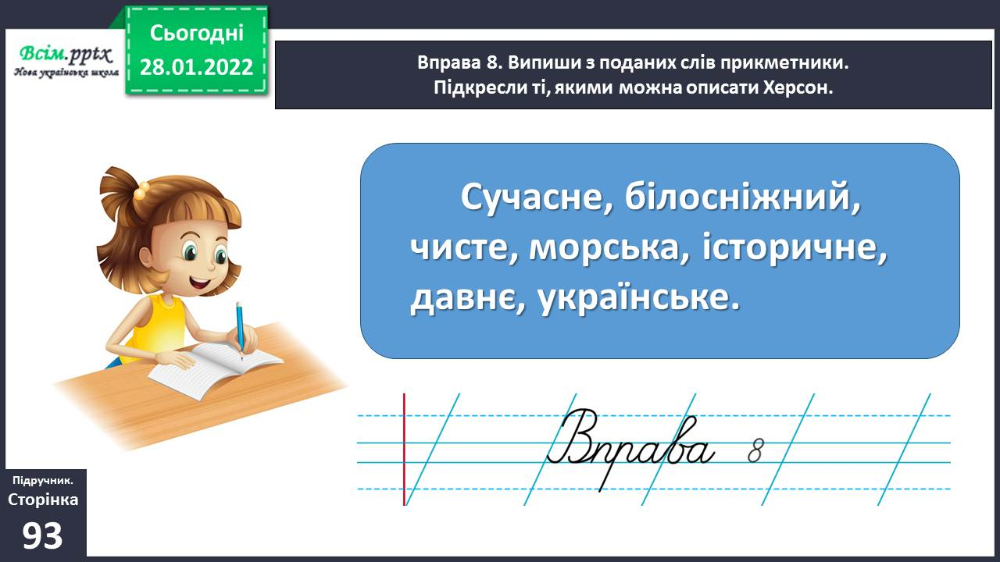 Всім.pptx
Нова українська школа
Сьогодні
28.01.2022
Вправа 8. Випиши з поданих слів прикметники.
Підкресли ті, якими можна описати Херсон.
Сучасне, білосніжний,
чисте, морська, історичне,
давнє, українське.
Вправа 8
Підручник.
Сторінка
93